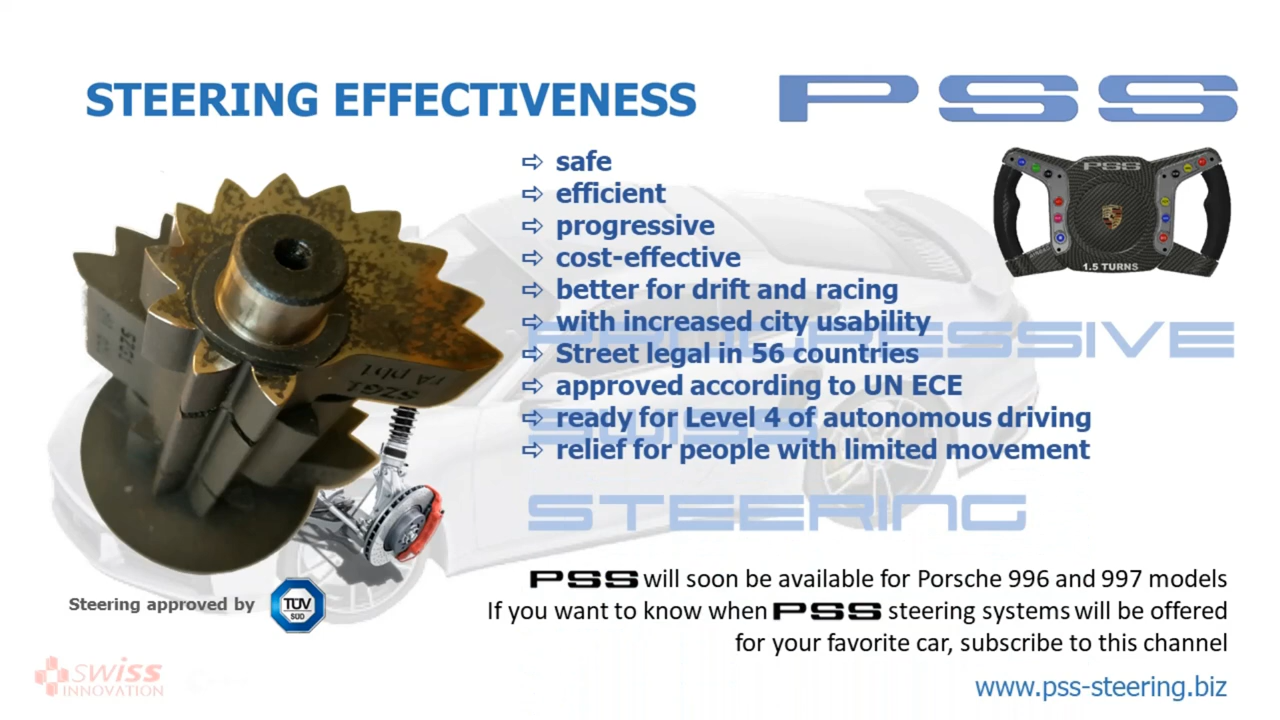 STEERING EFFECTIVENESS
PSS
⇨ safe
⇨ efficient
⇨ progressive
⇨ cost-effective
⇨ better for drift and racing
⇨ with increased city usability
⇨ Street legal in 56 countries
⇨ approved according to UN ECE
⇨ ready for Level 4 of autonomous driving
⇨ relief for people with limited movement
PSS
1.5 TURNS
PROGRESSIVE
SWISS
STEERING
PSS will soon be available for Porsche 996 and 997 models
If you want to know when PSS steering systems will be offered
for your favorite car, subscribe to this channel
Steering approved by
TÜV
SÜD
SWISS
INNOVATION
www.pss-steering.biz